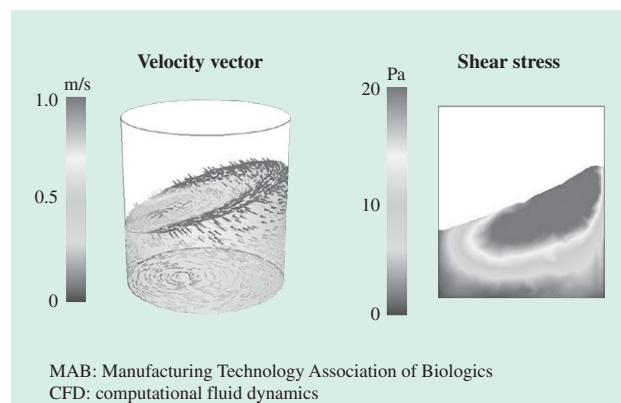 Velocity vector
m/s
1.0
0.5
0
Shear stress
Pa
20
10
0
MAB: Manufacturing Technology Association of Biologics
CFD: computational fluid dynamics